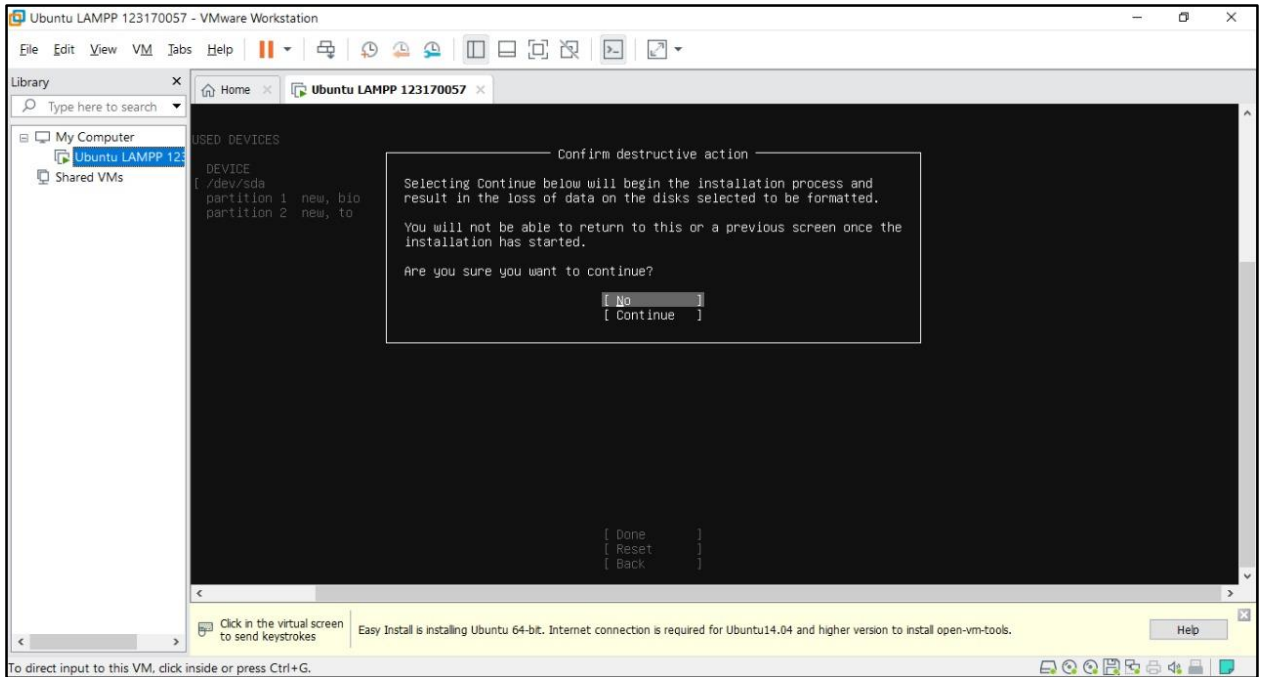 Ubuntu LAMPP 123170057 - VMware Workstation
File Edit View VM Tabs Help
Library
Home
Ubuntu LAMPP 123170057
Type here to search
My Computer
Ubuntu LAMPP 123
Shared VMs
USED DEVICES
DEVICE
[ /dev/sda
partition 1 new, bio
partition 2 new, to
Confirm destructive action
Selecting Continue below will begin the installation process and
result in the loss of data on the disks selected to be formatted.
You will not be able to return to this or a previous screen once the
installation has started.
Are you sure you want to continue?
[ No ]
[ Continue ]
[ Done ]
[ Reset ]
[ Back ]
Click in the virtual screen
to send keystrokes
Easy Install is installing Ubuntu 64-bit. Internet connection is required for Ubuntu14.04 and higher version to install open-vm-tools.
Help
To direct input to this VM, click inside or press Ctrl+G.